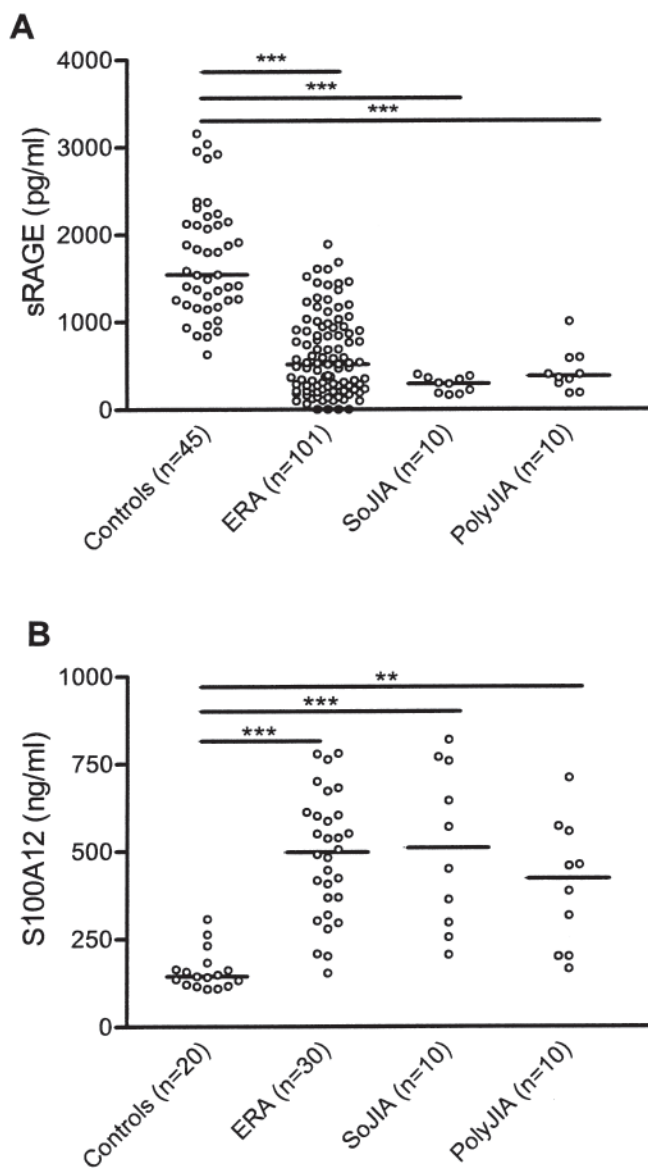 A
4000
3000
2000
1000
0
sRAGE (pg/ml)
***
***
***
Controls (n=45)
ERA (n=101)
SoJIA (n=10)
PolyJIA (n=10)
B
1000
750
500
250
0
S100A12 (ng/ml)
**
***
***
Controls (n=20)
ERA (n=30)
SoJIA (n=10)
PolyJIA (n=10)